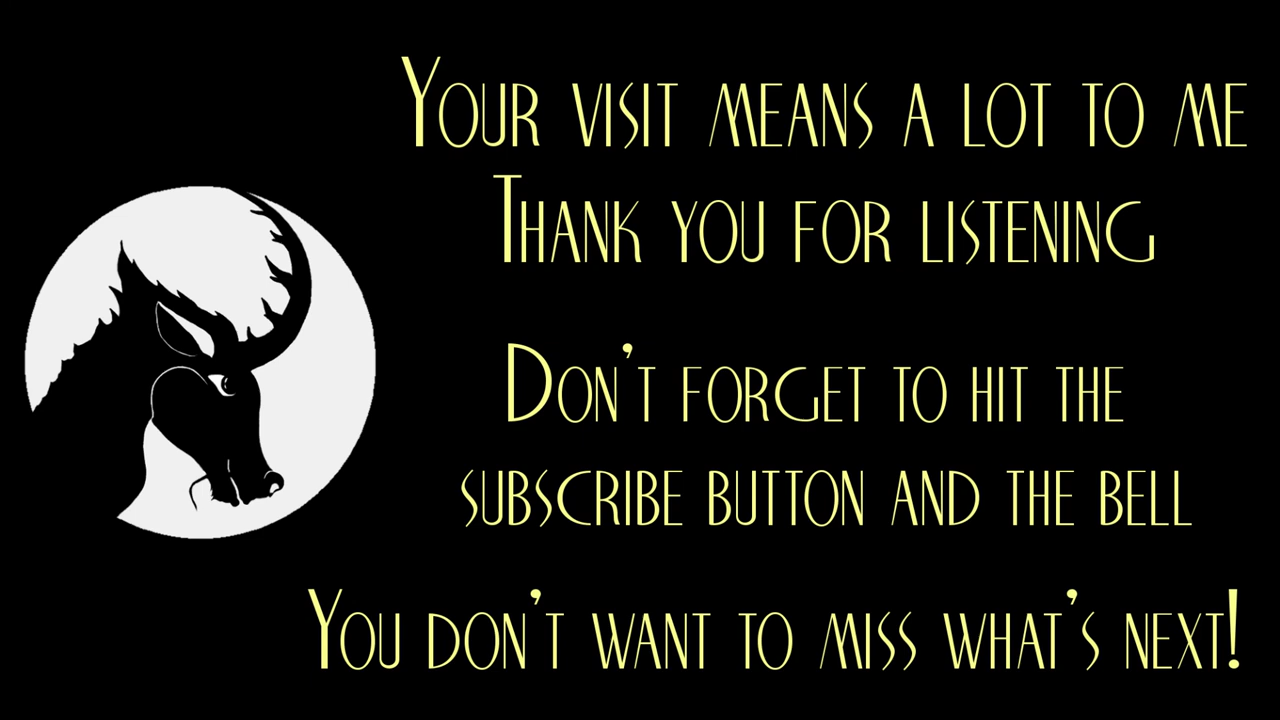 Your visit means a lot to me
Thank you for listening
Don't forget to hit the
subscribe button and the bell
You don't want to miss what's next!